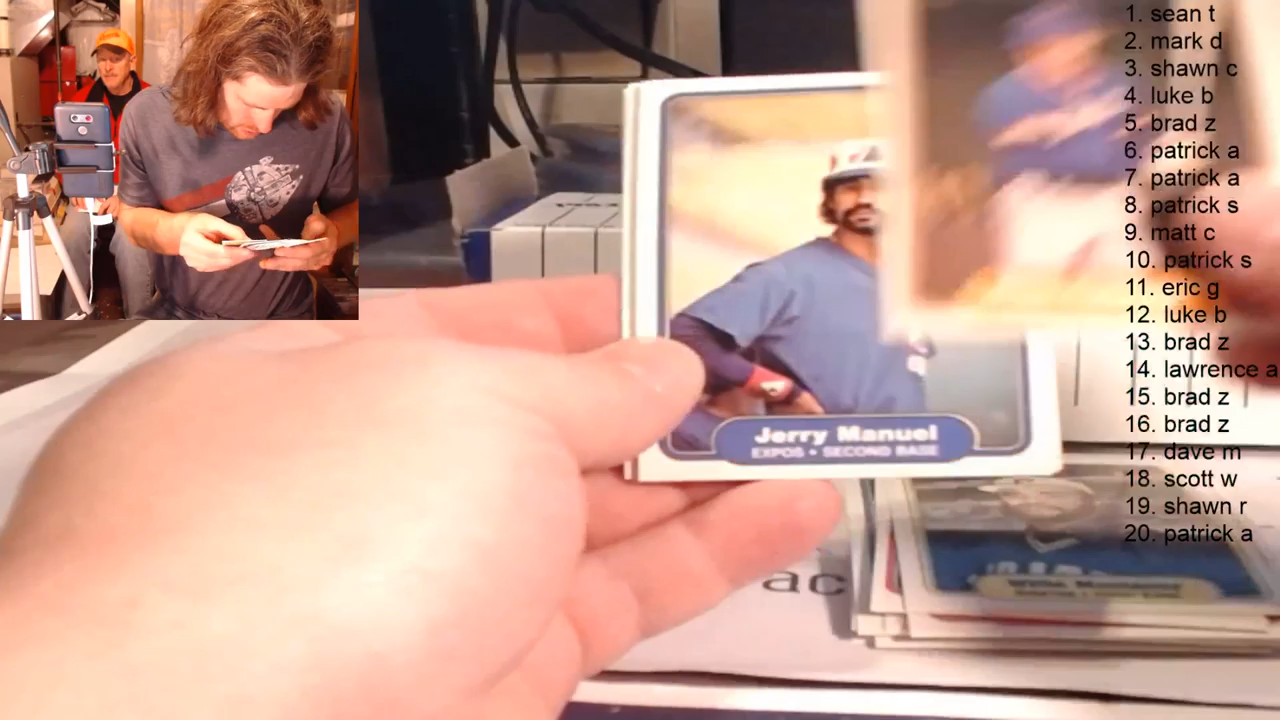 1. sean t
2. mark d
3. shawn c
4. luke b
5. brad z
6. patrick a
7. patrick a
8. patrick s
9. matt c
10. patrick s
11. eric g
12. luke b
13. brad z
14. lawrence a
15. brad z
16. brad z
17. dave m
18. scott w
19. shawn r
20. patrick a
Jerry Manuel
EXPOS • SECOND BASE
ac